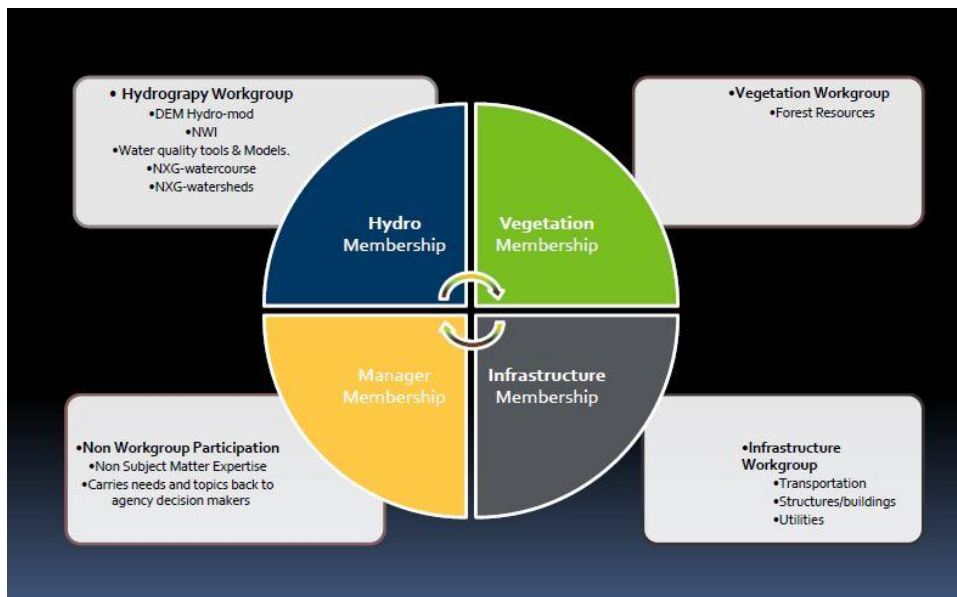 • Hydrograpy Workgroup
•DEM Hydro-mod
•NWI
•Water quality tools & Models.
•NXG-watercourse
•NXG-watersheds
•Vegetation Workgroup
•Forest Resources
Hydro
Membership
Vegetation
Membership
Manager
Membership
Infrastructure
Membership
•Non Workgroup Participation
•Non Subject Matter Expertise
•Carries needs and topics back to
agency decision makers
•Infrastructure
Workgroup
•Transportation
•Structures/buildings
•Utilities